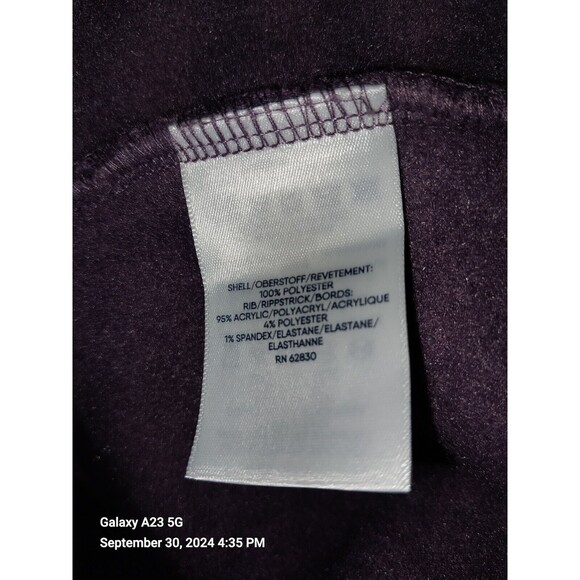 SHELL/OBERSTOFF/REVETEMENT:
100% POLYESTER
RIB/RIPPSTRICK/BORDS:
95% ACRYLIC/POLYACRYL/ACRYLIQUE
4% POLYESTER
1% SPANDEX/ELASTANE/ELASTANE/
ELASTHANNE
RN 62830
Galaxy A23 5G
September 30, 2024 4:35 PM